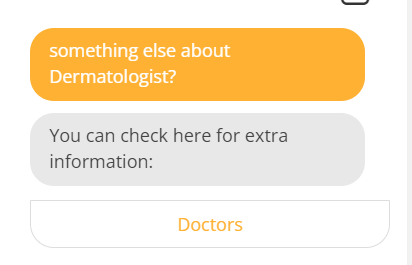 something else about
Dermatologist?
You can check here for extra
information:
Doctors